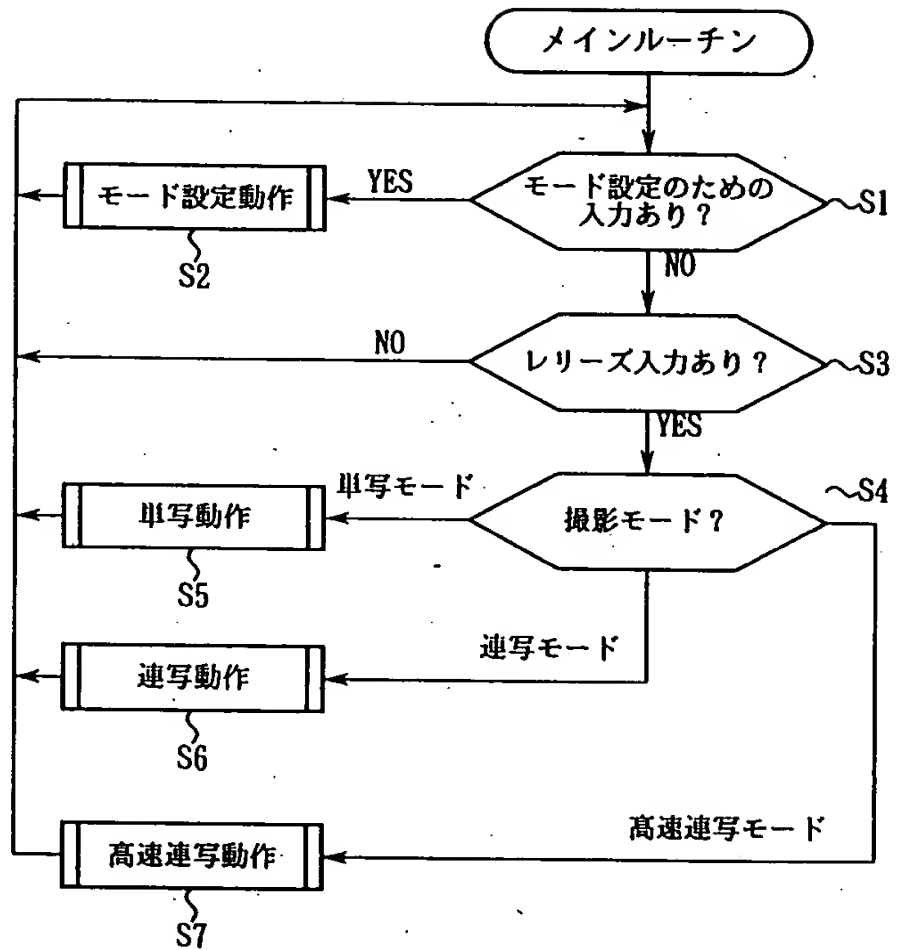 メインルーチン
モード設定のための
入力あり?
S1
YES
モード設定動作
S2
NO
レリーズ入力あり?
S3
NO
YES
撮影モード?
S4
単写モード
単写動作
S5
連写モード
連写動作
S6
高速連写モード
高速連写動作
S7